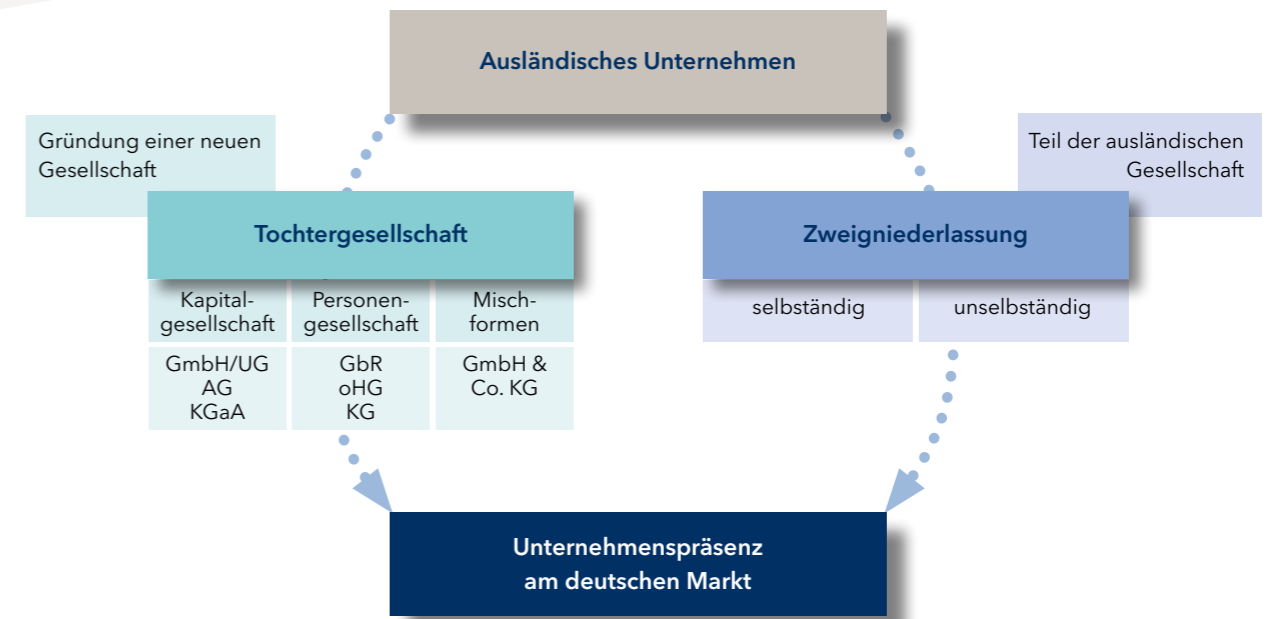 Ausländisches Unternehmen
Gründung einer neuen
Gesellschaft
Teil der ausländischen
Gesellschaft
Tochtergesellschaft
Zweigniederlassung
Kapital-
gesellschaft
Personen-
gesellschaft
Misch-
formen
selbständig
unselbständig
GmbH/UG
AG
KGaA
GbR
oHG
KG
GmbH &
Co. KG
Unternehmenspräsenz
am deutschen Markt